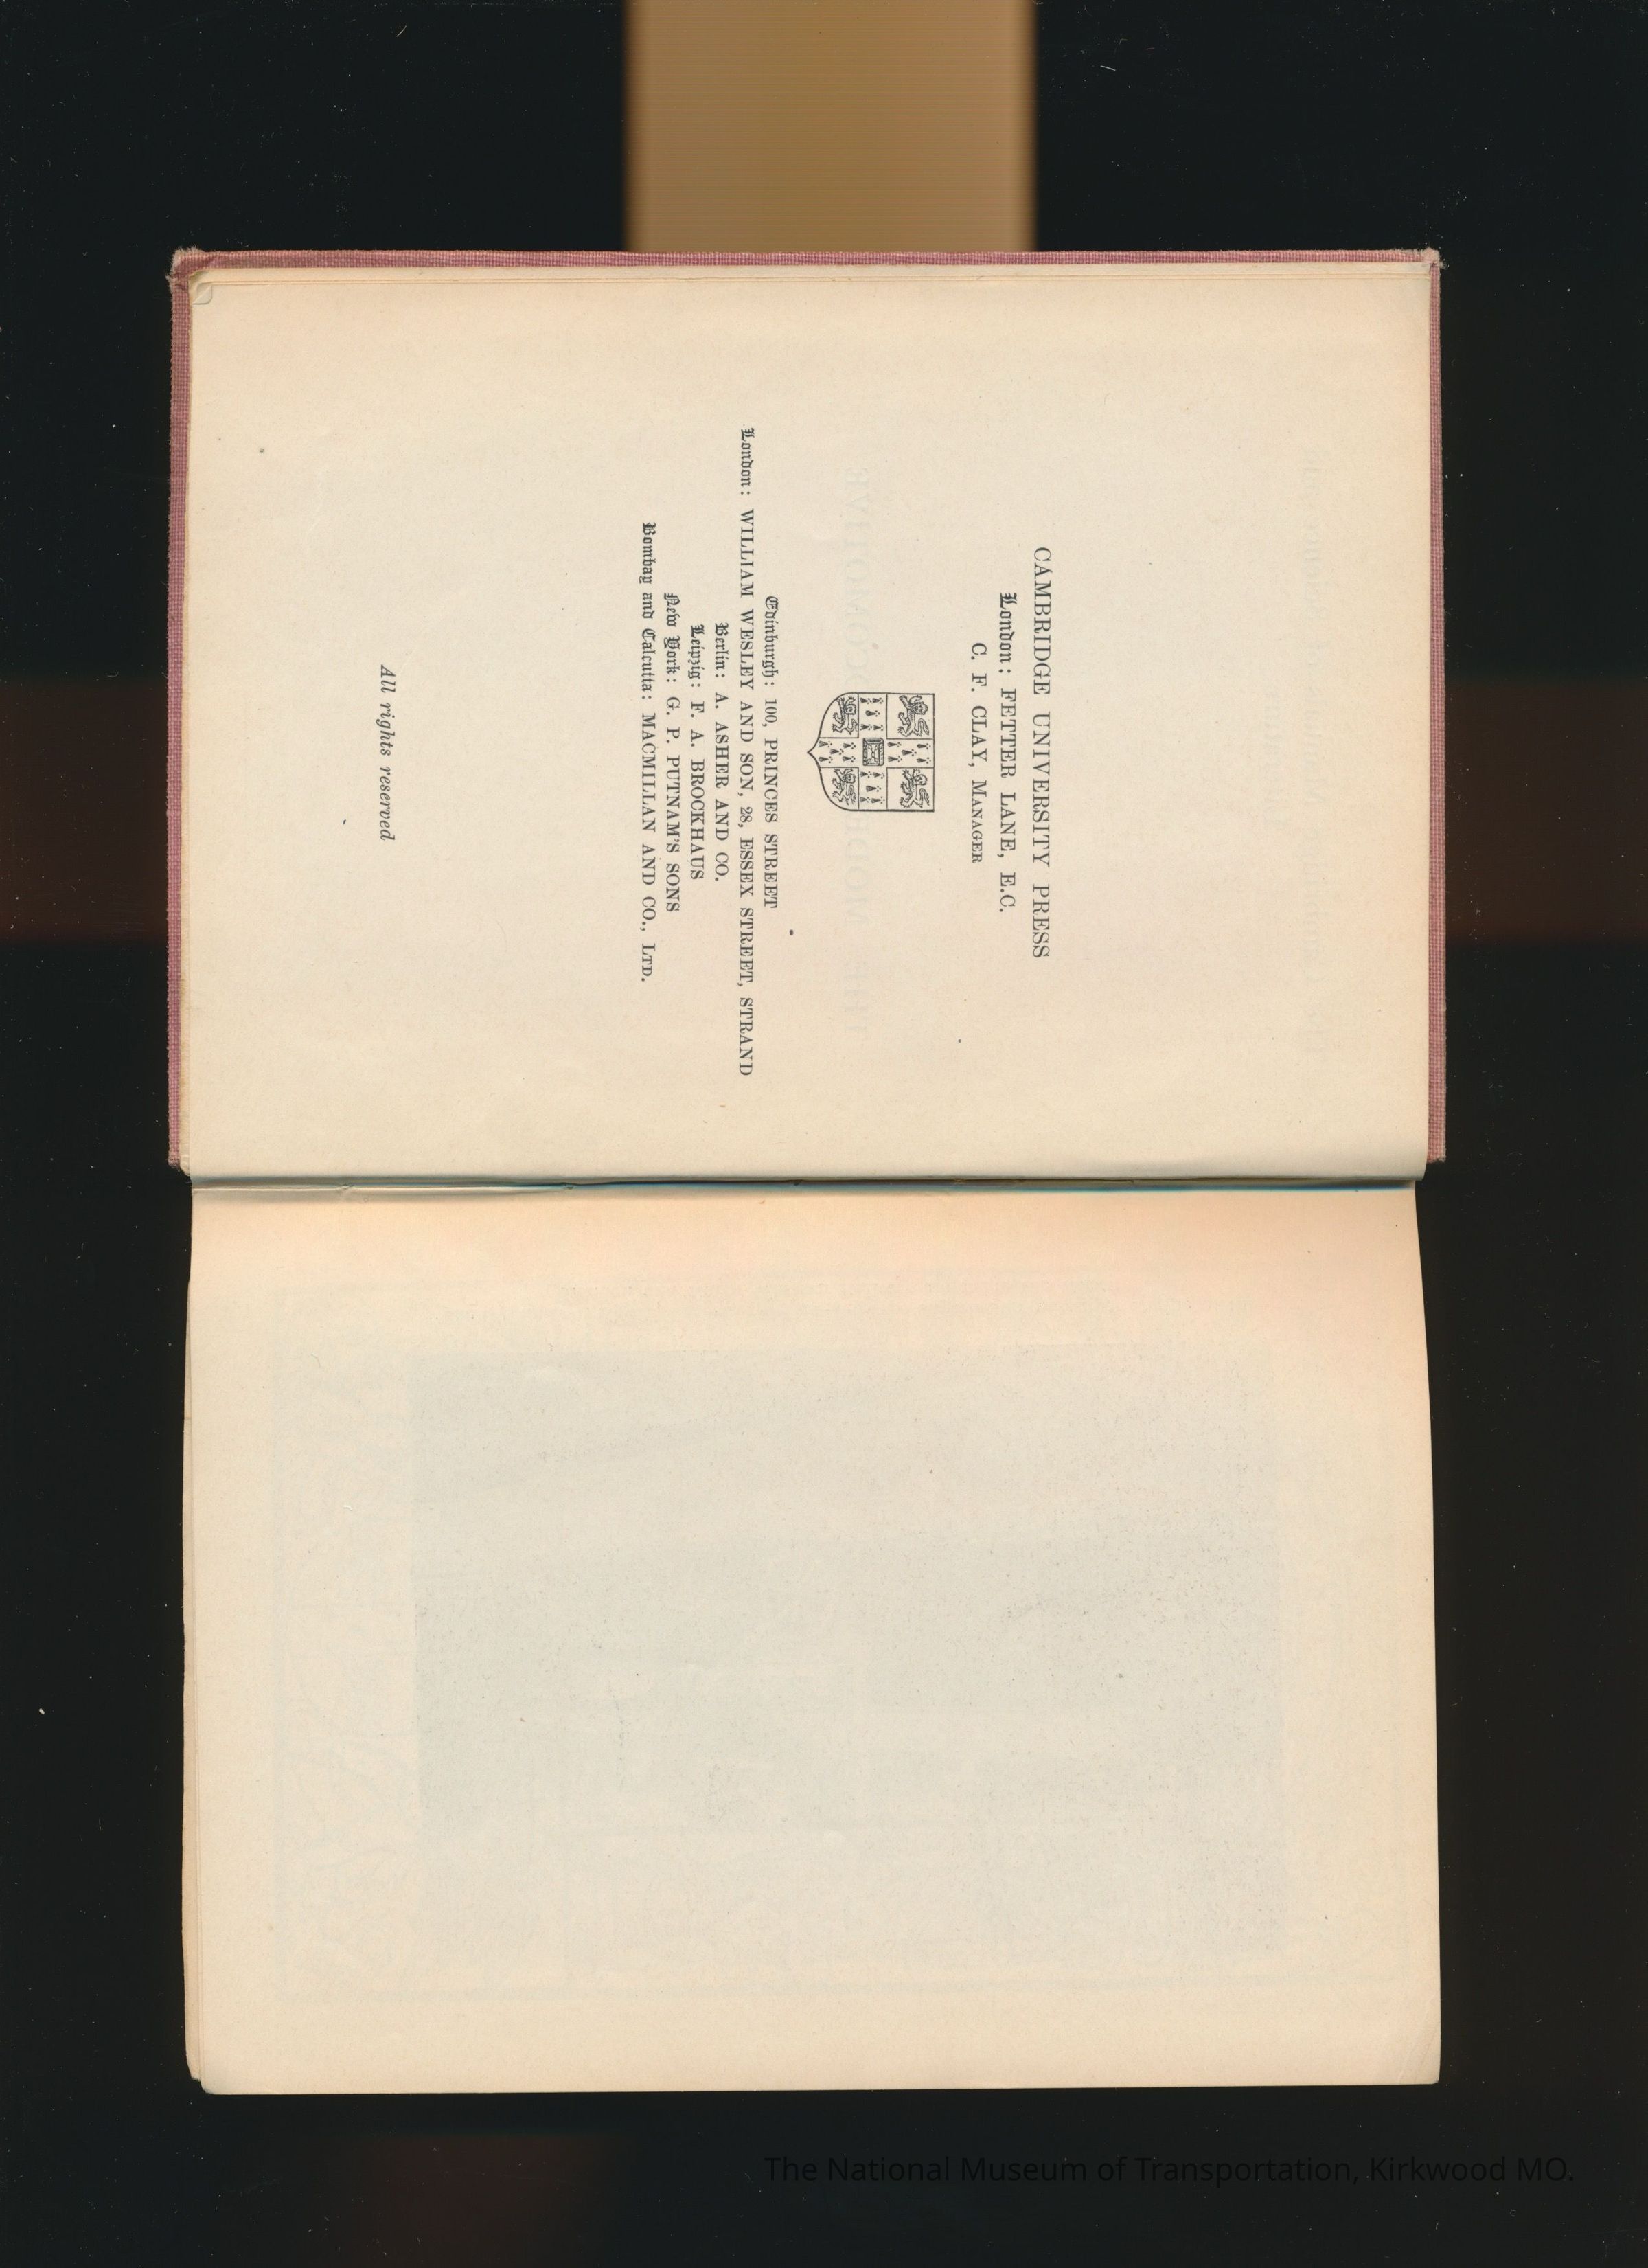 CAMBRIDGE UNIVERSITY PRESS
London: FETTER LANE, E.C.
C. F. CLAY, MANAGER
Edinburgh: 100, PRINCES STREET
London: WILLIAM WESLEY AND SON, 28, ESSEX STREET, STRAND
Berlin: A. ASHER AND CO.
Leipzig: F. A. BROCKHAUS
New York: G. P. PUTNAM'S SONS
Bombay and Calcutta: MACMILLAN AND CO., LTD.
All rights reserved
The National Museum of Transportation, Kirkwood MO.